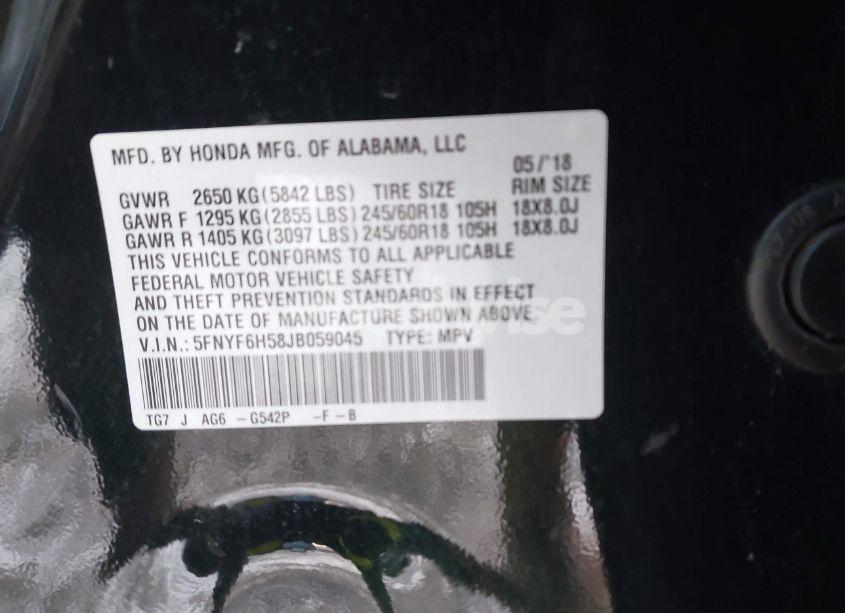 MFD. BY HONDA MFG. OF ALABAMA, LLC 05/'18
GVWR 2650 KG (5842 LBS) TIRE SIZE RIM SIZE
GAWR F 1295 KG (2855 LBS) 245/60R18 105H 18X8.0J
GAWR R 1405 KG (3097 LBS) 245/60R18 105H 18X8.0J
THIS VEHICLE CONFORMS TO ALL APPLICABLE
FEDERAL MOTOR VEHICLE SAFETY
AND THEFT PREVENTION STANDARDS IN EFFECT
ON THE DATE OF MANUFACTURE SHOWN ABOVE.
V.I.N.: 5FNYF6H58JB059045 TYPE: MPV
TG7 J AG6 - G542P -F-B